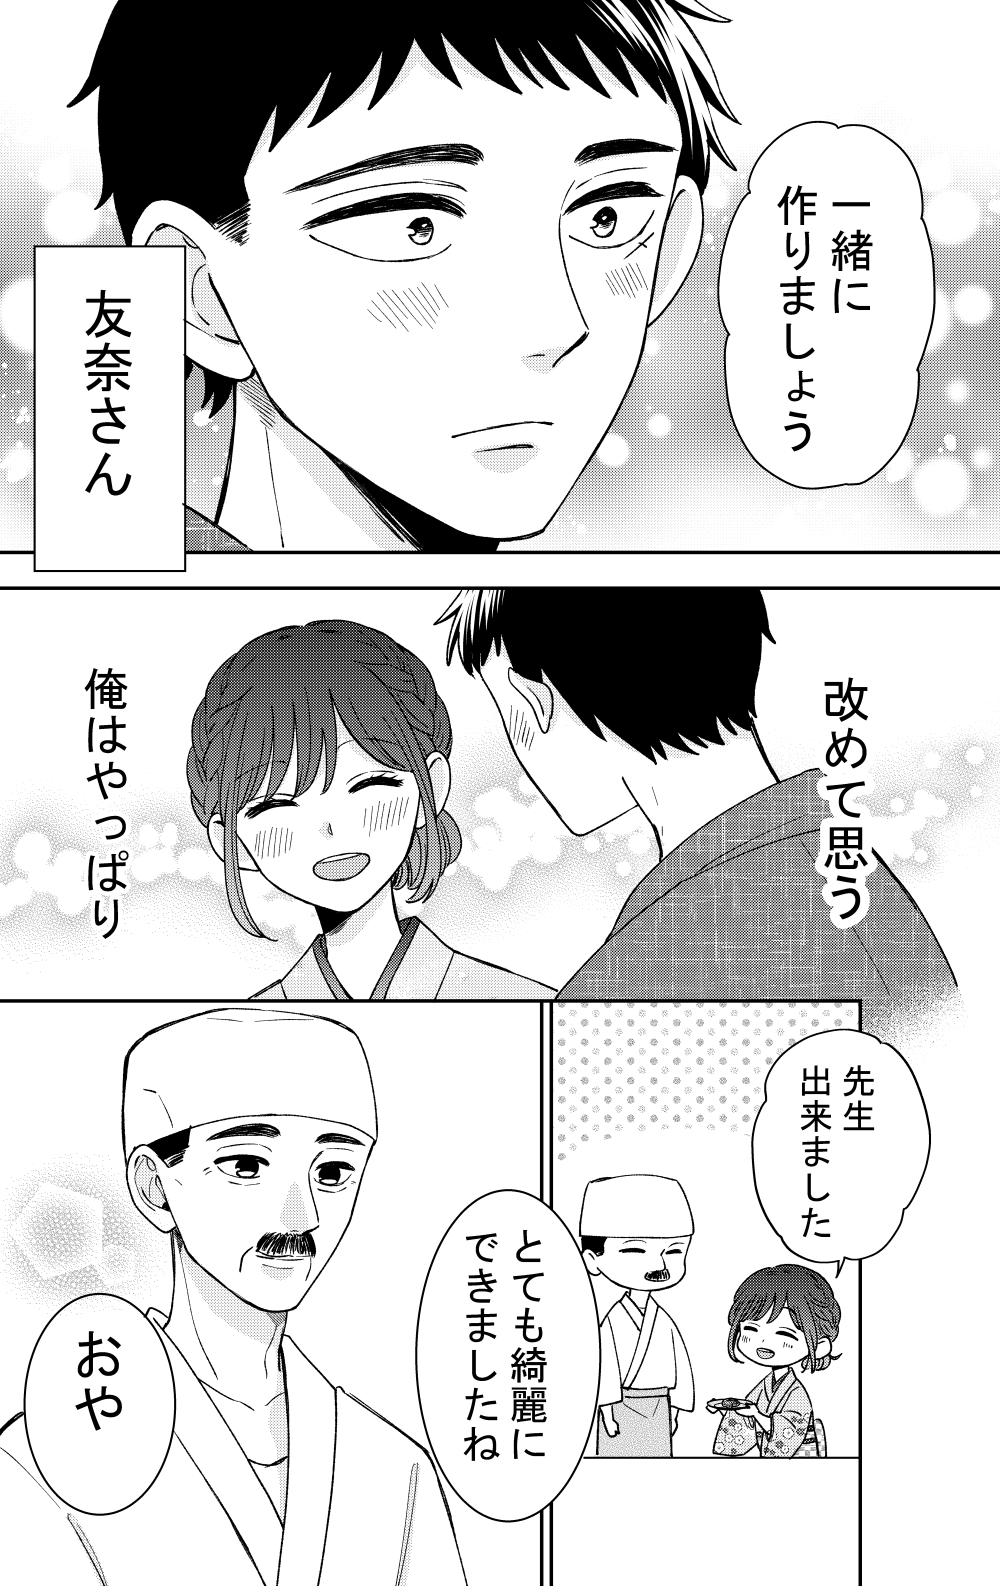 一緒に
作りましょう
友奈さん
改めて思う
俺はやっぱり
先生
出来ました
とても綺麗に
できましたね
おや